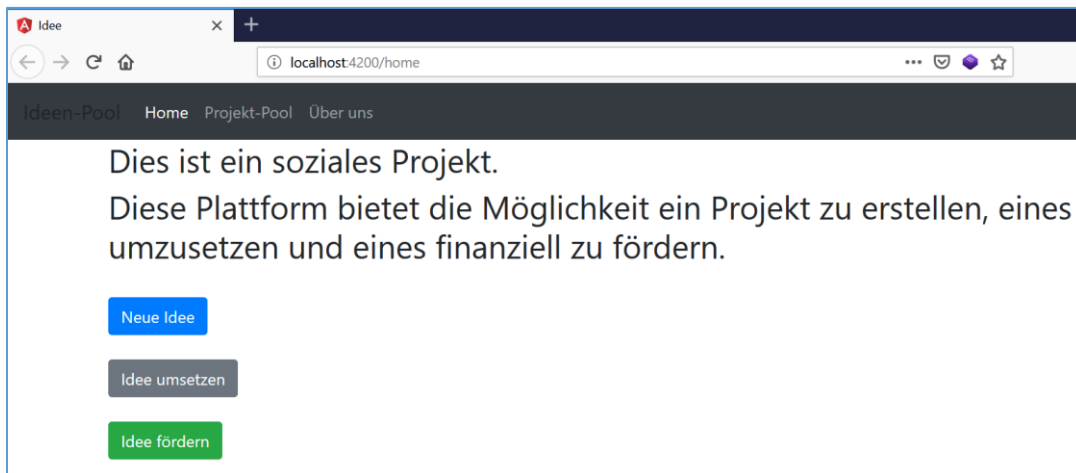 Idee
localhost:4200/home
Ideen-Pool Home Projekt-Pool Über uns
Dies ist ein soziales Projekt.
Diese Plattform bietet die Möglichkeit ein Projekt zu erstellen, eines
umzusetzen und eines finanziell zu fördern.
Neue Idee
Idee umsetzen
Idee fördern